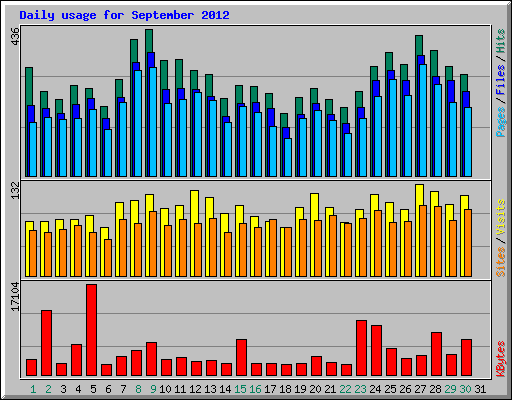 Daily usage for September 2012
436
Pages / Files / Hits
132
Sites / Visits
17104
KBytes
1 2 3 4 5 6 7 8 9 10 11 12 13 14 15 16 17 18 19 20 21 22 23 24 25 26 27 28 29 30 31